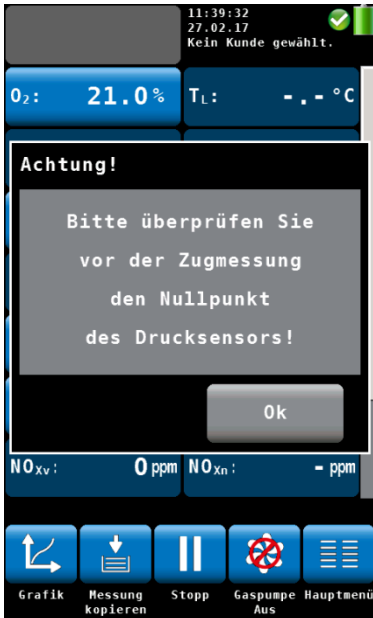 11:39:32
27.02.17
Kein Kunde gewählt.
O₂: 21.0 % TL: -.- °C
Achtung!
Bitte überprüfen Sie
vor der Zugmessung
den Nullpunkt
des Drucksensors!
Ok
NOXv: 0 ppm NOXn: - ppm
Grafik Messung kopieren Stopp Gaspumpe Aus Hauptmenü